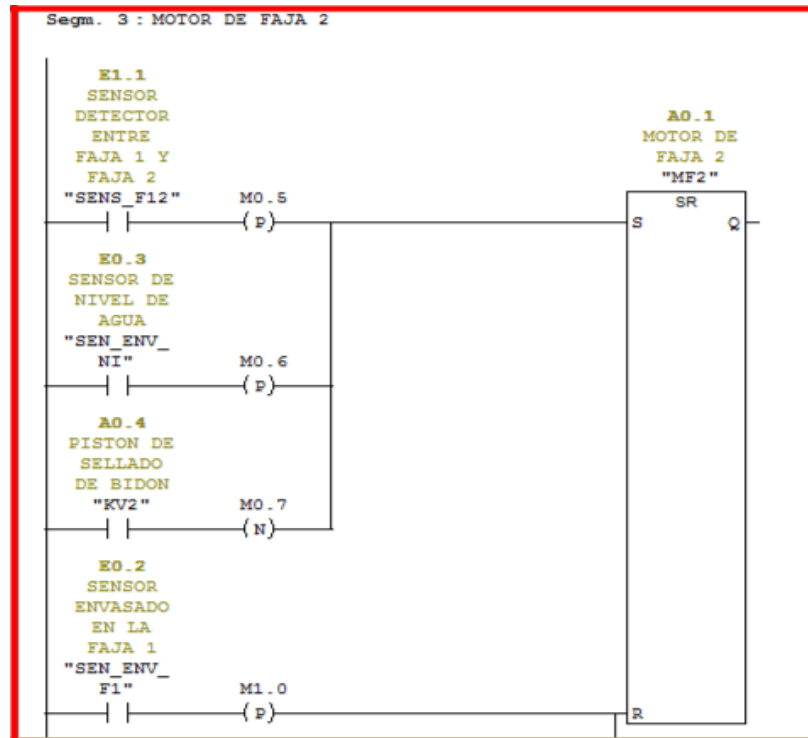 Segm. 3 : MOTOR DE FAJA 2
E1.1
SENSOR
DETECTOR
ENTRE
FAJA 1 Y
FAJA 2
"SENS_F12"
M0.5
P
A0.1
MOTOR DE
FAJA 2
"MF2"
SR
S
Q
E0.3
SENSOR DE
NIVEL DE
AGUA
"SEN_ENV_
NI"
M0.6
P
A0.4
PISTON DE
SELLADO
DE BIDON
"KV2"
M0.7
N
E0.2
SENSOR
ENVASADO
EN LA
FAJA 1
"SEN_ENV_
F1"
M1.0
P
R